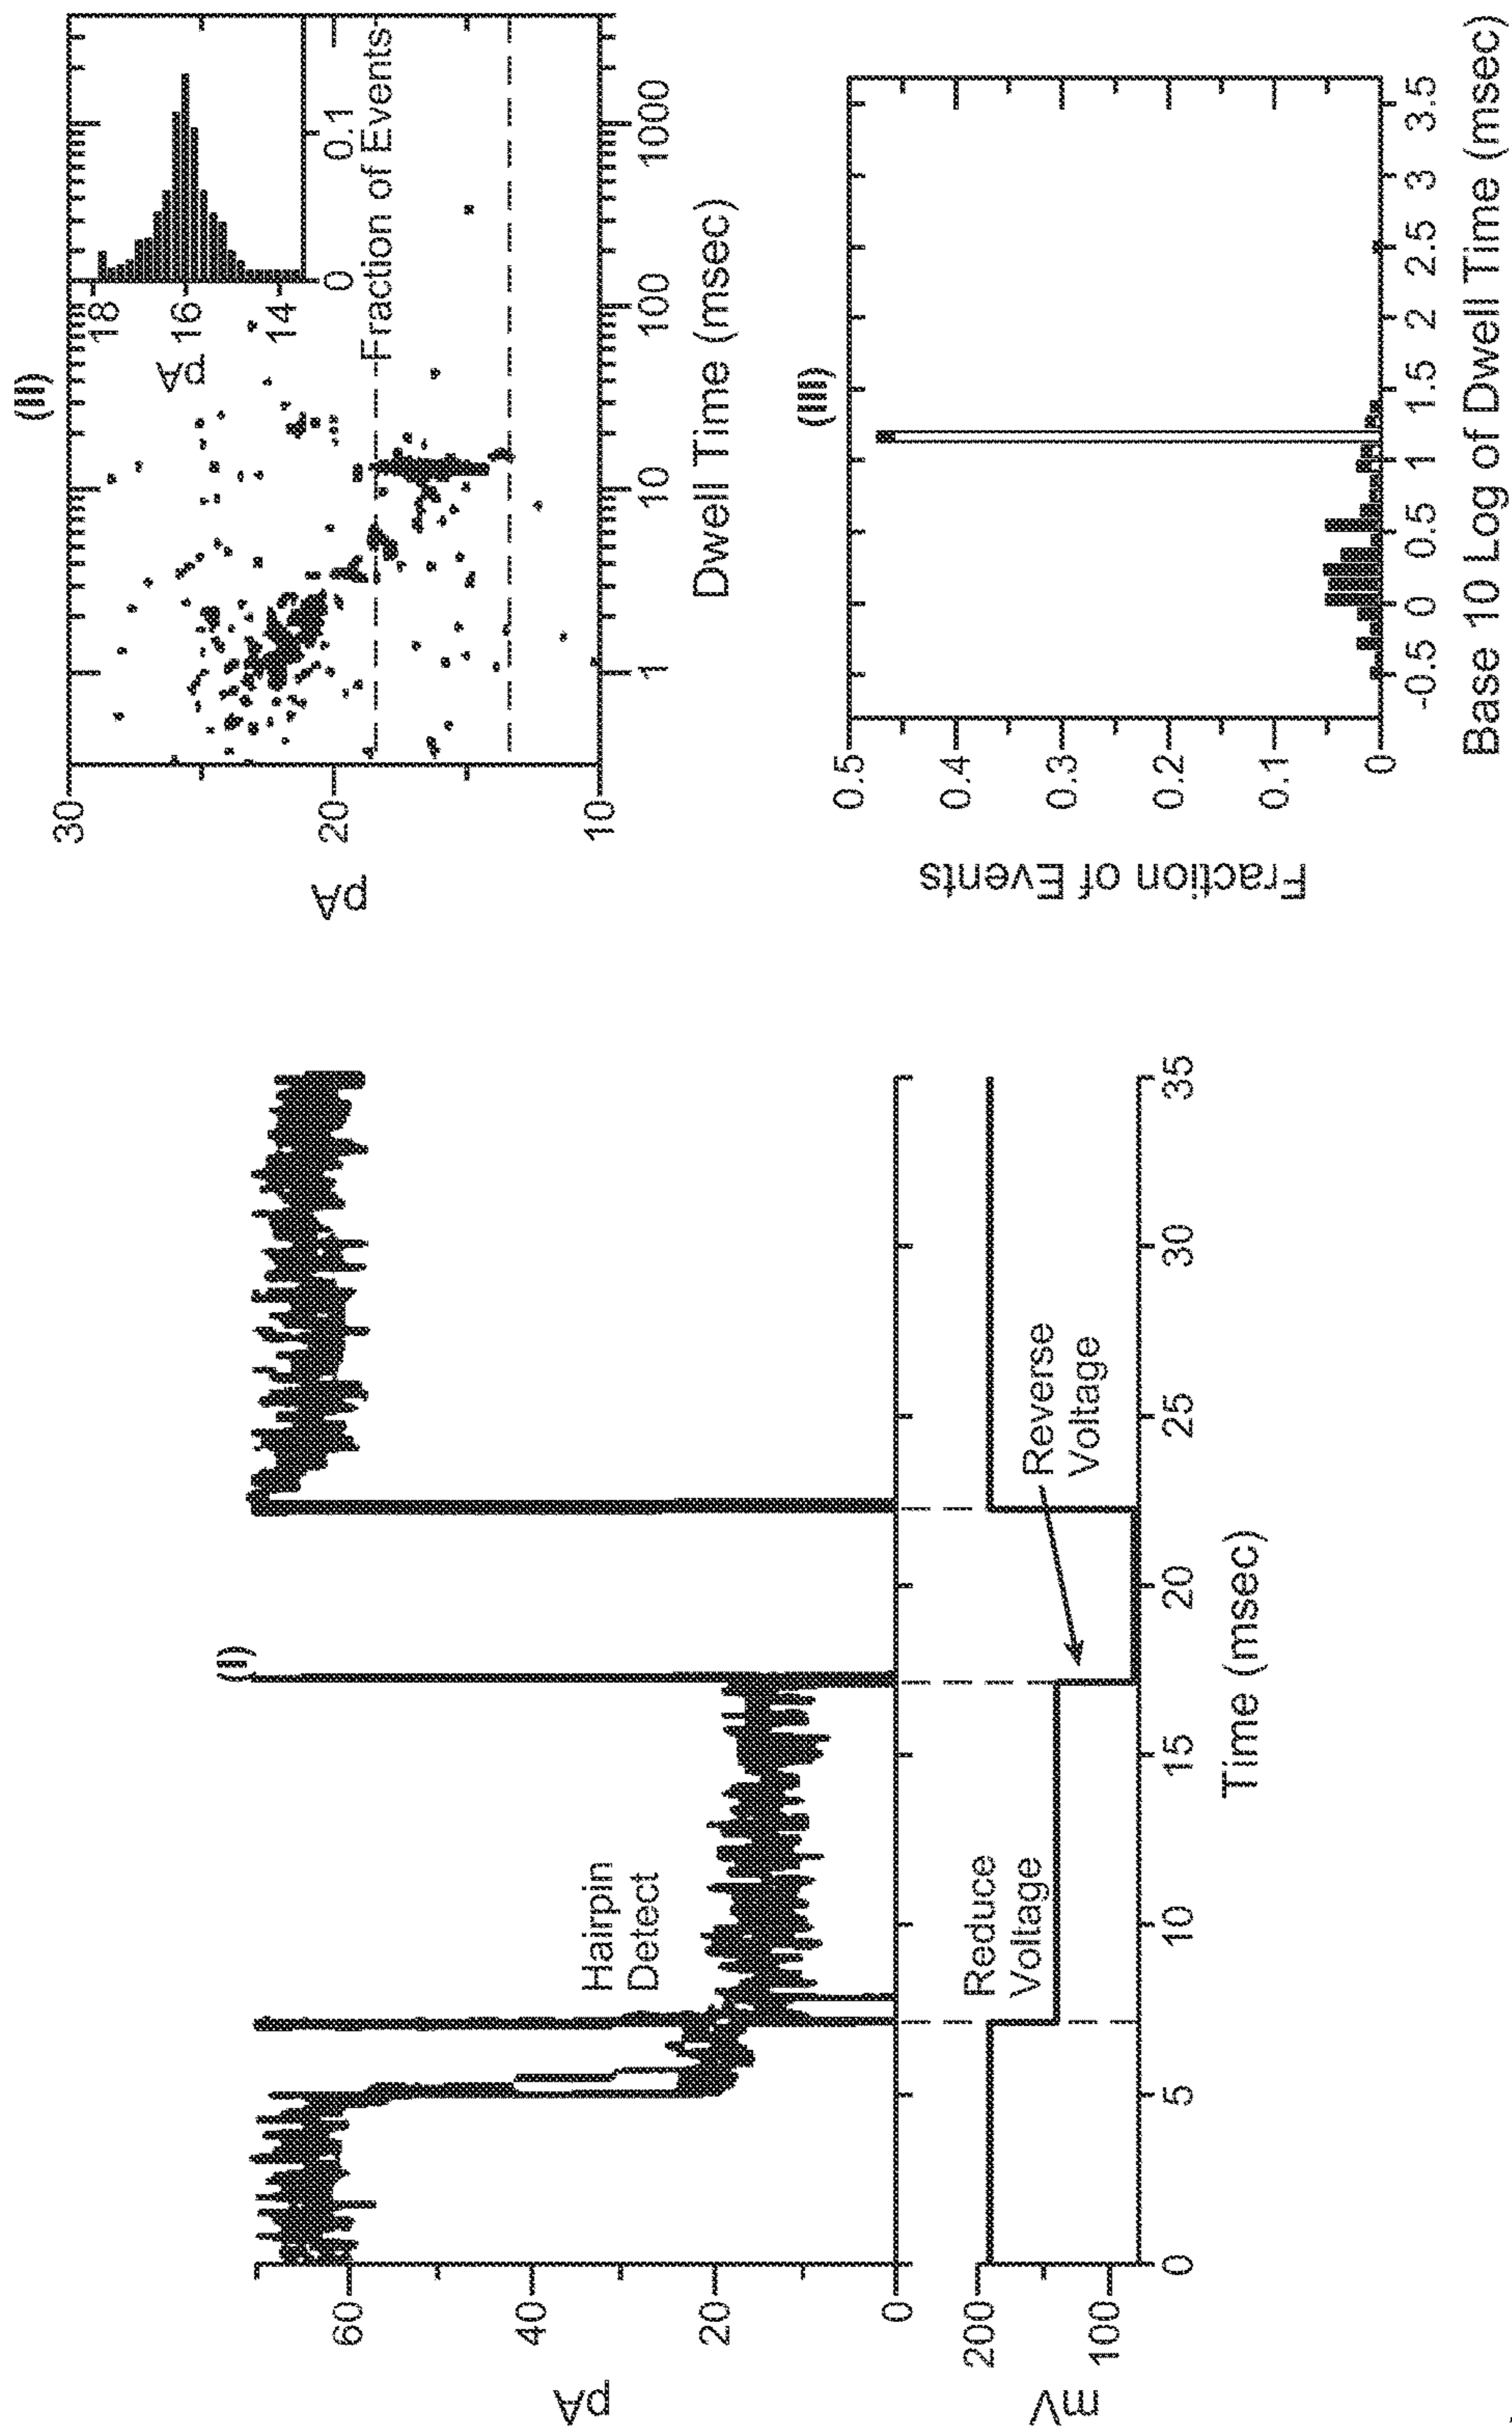 (I)
60
40
20
0
pA
Hairpin
Detect
200
100
mV
Reduce
Voltage
Reverse
Voltage
0
5
10
15
20
25
30
35
Time (msec)
(II)
30
20
10
pA
18
16
14
pA
0
0.1
Fraction of Events
1
10
100
1000
Dwell Time (msec)
(III)
0.5
0.4
0.3
0.2
0.1
0
Fraction of Events
-0.5
0
0.5
1
1.5
2
2.5
3
3.5
Base 10 Log of Dwell Time (msec)